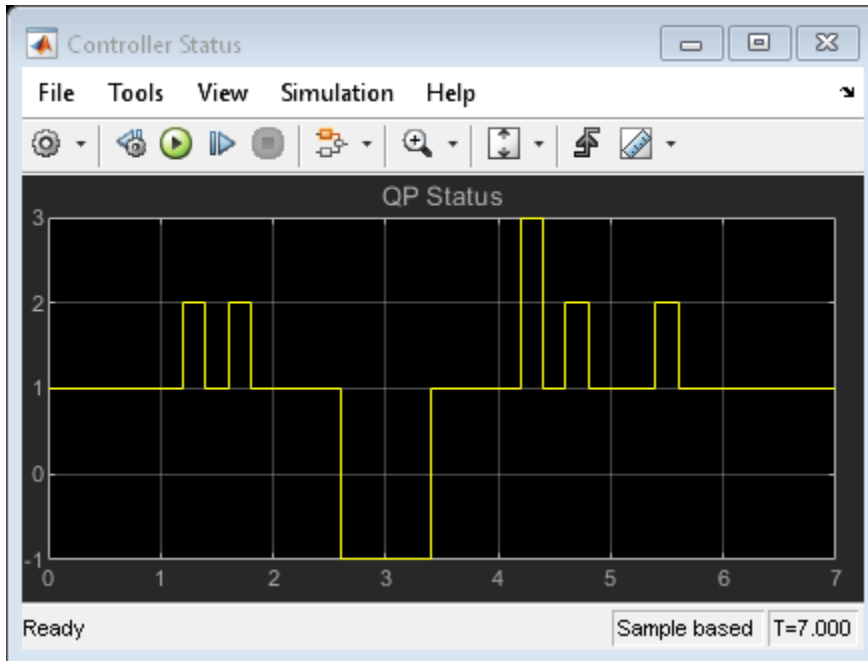 Controller Status
File Tools View Simulation Help
QP Status
3
2
1
0
-1
0 1 2 3 4 5 6 7
Ready Sample based T=7.000